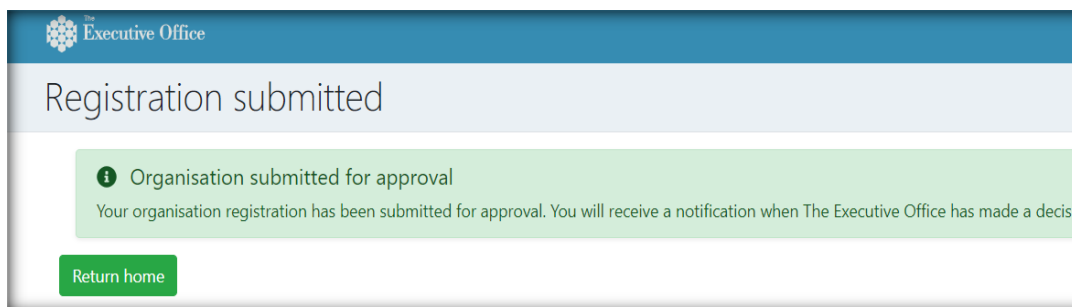 The
Executive Office
Registration submitted
Organisation submitted for approval
Your organisation registration has been submitted for approval. You will receive a notification when The Executive Office has made a decis
Return home